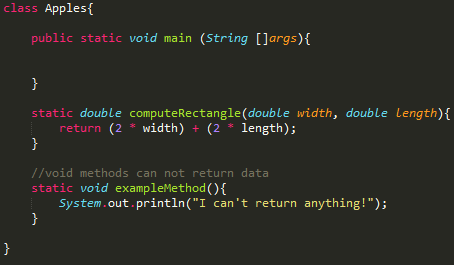 class Apples{
public static void main (String []args){
}
static double computeRectangle(double width, double length){
return (2 * width) + (2 * length);
}
//void methods can not return data
static void exampleMethod(){
System.out.println("I can't return anything!");
}
}